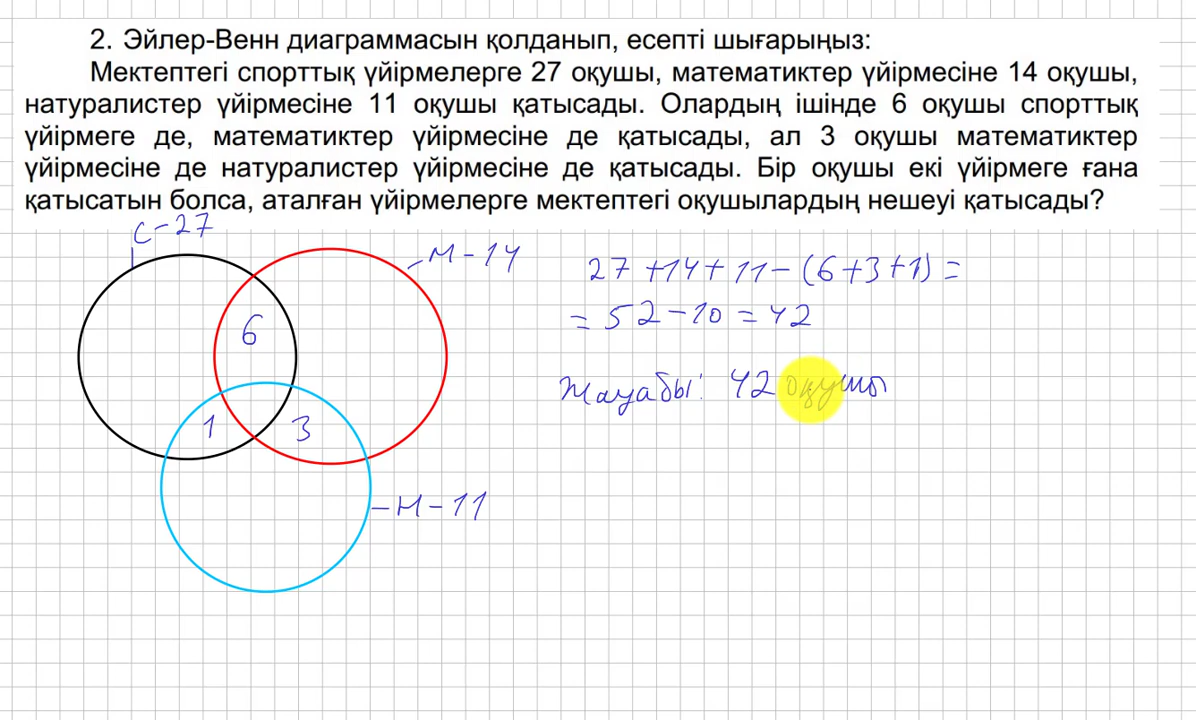 2. Эйлер-Венн диаграммасын қолданып, есепті шығарыңыз:
Мектептегі спорттық үйірмелерге 27 оқушы, математиктер үйірмесіне 14 оқушы,
натуралистер үйірмесіне 11 оқушы қатысады. Олардың ішінде 6 оқушы спорттық
үйірмеге де, математиктер үйірмесіне де қатысады, ал 3 оқушы математиктер
үйірмесіне де натуралистер үйірмесіне де қатысады. Бір оқушы екі үйірмеге ғана
қатысатын болса, аталған үйірмелерге мектептегі оқушылардың нешеуі қатысады?
С-27
М-14
27+14+11-(6+3+1)=
=52-10=42
6
Жауабы: 42 оқушы
1
3
Н-11